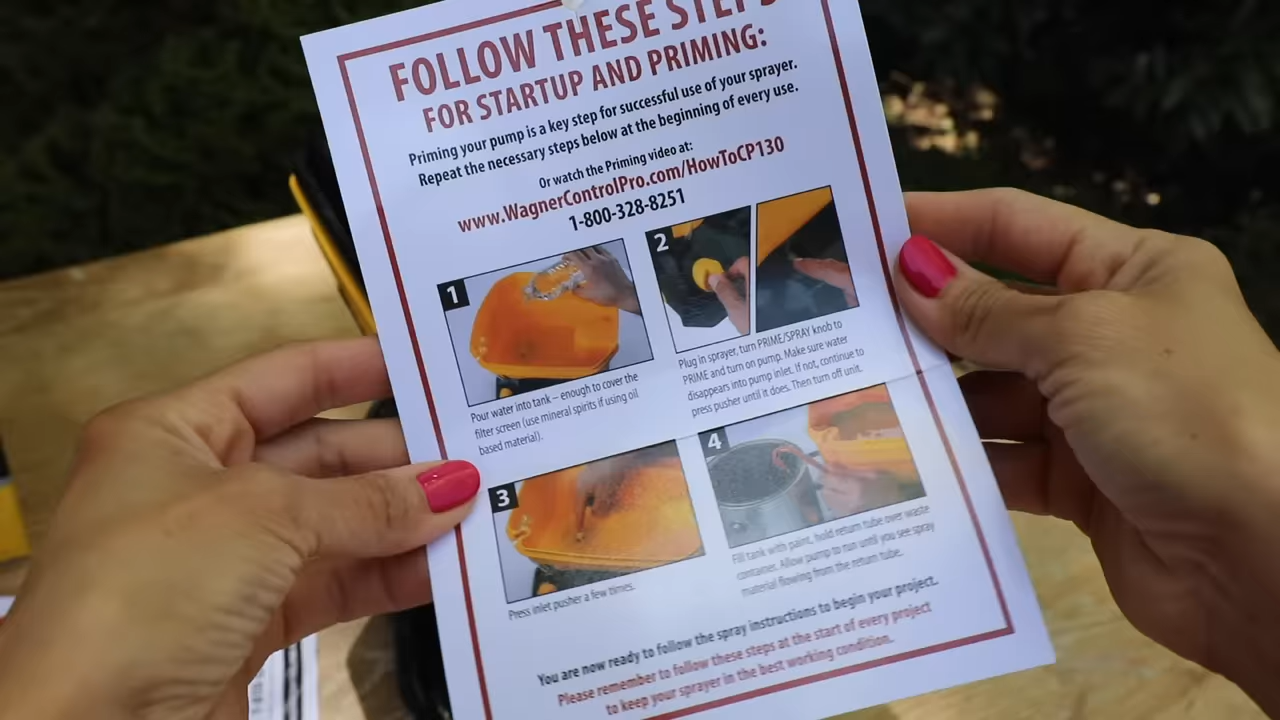 FOLLOW THESE STEPS
FOR STARTUP AND PRIMING:
Priming your pump is a key step for successful use of your sprayer.
Repeat the necessary steps below at the beginning of every use.
Or watch the Priming video at:
www.WagnerControlPro.com/HowToCP130
1-800-328-8251
1
Pour water into tank – enough to cover the
filter screen (use mineral spirits if using oil
based material).
2
Plug in sprayer, turn PRIME/SPRAY knob to
PRIME and turn on pump. Make sure water
disappears into pump inlet. If not, continue to
press pusher until it does. Then turn off unit.
3
Press inlet pusher a few times.
4
Fill tank with paint, hold return tube over waste
container. Allow pump to run until you see spray
material flowing from the return tube.
You are now ready to follow the spray instructions to begin your project.
Please remember to follow these steps at the start of every project
to keep your sprayer in the best working condition.